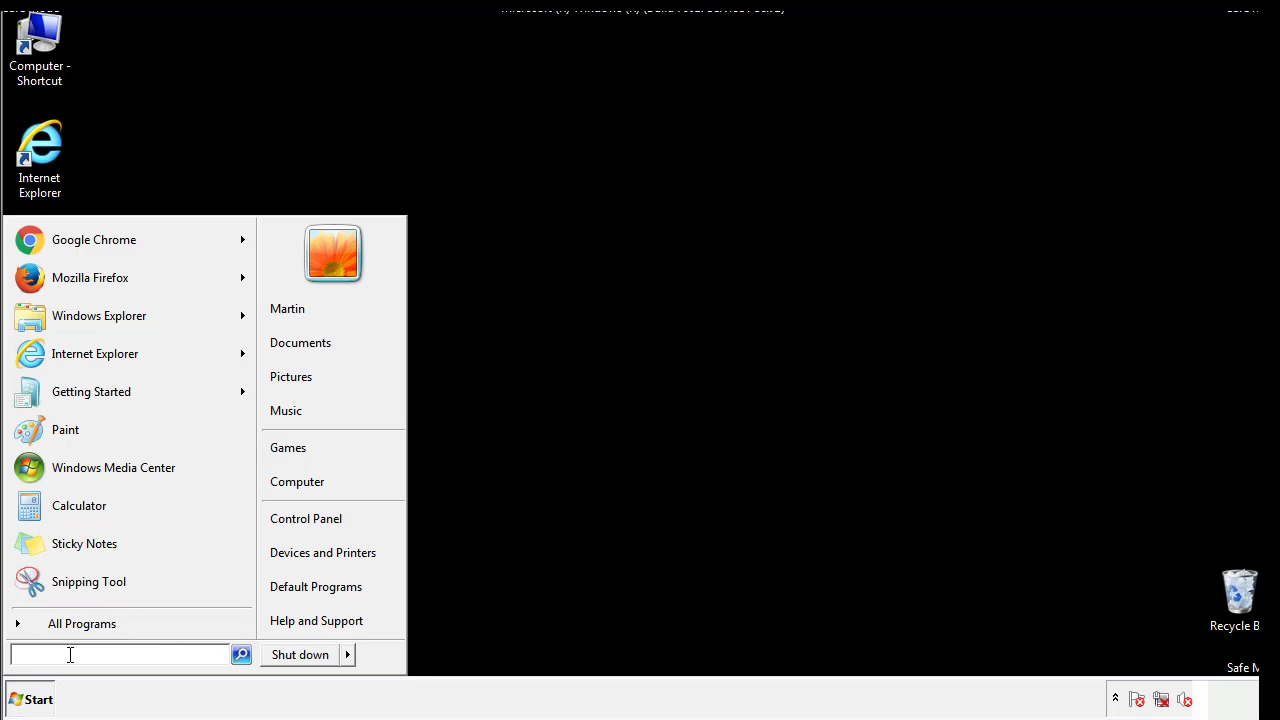 Computer -
Shortcut
Internet
Explorer
Google Chrome
Mozilla Firefox
Windows Explorer
Internet Explorer
Getting Started
Paint
Windows Media Center
Calculator
Sticky Notes
Snipping Tool
All Programs
Martin
Documents
Pictures
Music
Games
Computer
Control Panel
Devices and Printers
Default Programs
Help and Support
Shut down
Recycle B
Safe M
Start